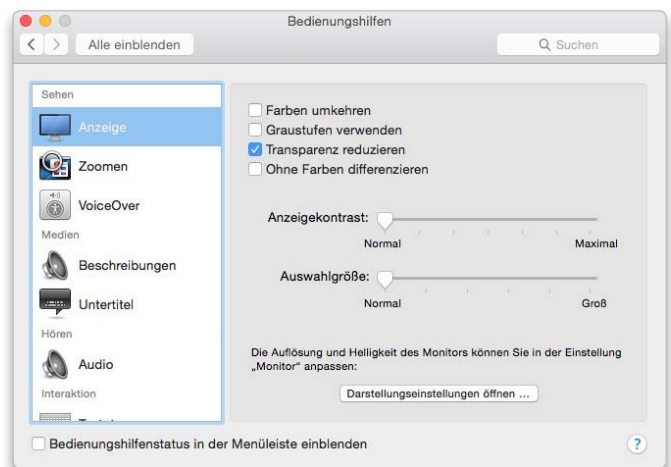 Bedienungshilfen
Alle einblenden
Suchen
Sehen
Anzeige
Zoomen
VoiceOver
Medien
Beschreibungen
Untertitel
Hören
Audio
Interaktion
Farben umkehren
Graustufen verwenden
Transparenz reduzieren
Ohne Farben differenzieren
Anzeigekontrast:
Normal Maximal
Auswahlgröße:
Normal Groß
Die Auflösung und Helligkeit des Monitors können Sie in der Einstellung
„Monitor“ anpassen:
Darstellungseinstellungen öffnen ...
Bedienungshilfenstatus in der Menüleiste einblenden
?